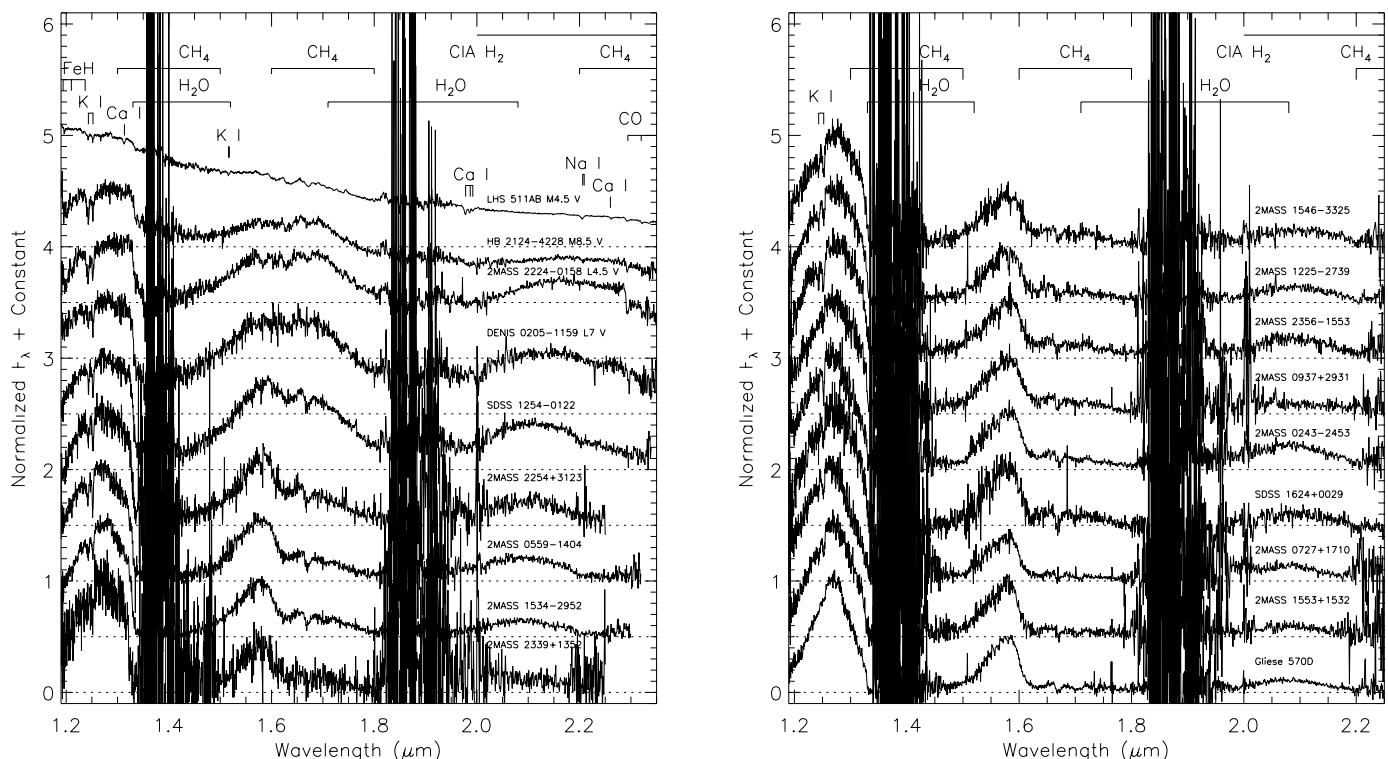 6
5
4
3
2
1
0
Normalized F_λ + Constant
CH₄
CH₄
CIA H₂
CH₄
FeH
H₂O
H₂O
K I
Ca I
K I
CO
Na I
Ca I
Ca I
LHS 511AB M4.5 V
HB 2124-4228 M8.5 V
2MASS 2224-0158 L4.5 V
DENIS 0205-1159 L7 V
SDSS 1254-0122
2MASS 2254+3123
2MASS 0559-1404
2MASS 1534-2952
2MASS 2339+1352
1.2 1.4 1.6 1.8 2.0 2.2
Wavelength (μm)
6
5
4
3
2
1
0
Normalized F_λ + Constant
CH₄
CH₄
CIA H₂
CH₄
H₂O
H₂O
K I
2MASS 1546-3325
2MASS 1225-2739
2MASS 2356-1553
2MASS 0937+2931
2MASS 0243-2453
SDSS 1624+0029
2MASS 0727+1710
2MASS 1553+1532
Gliese 570D
1.2 1.4 1.6 1.8 2.0 2.2
Wavelength (μm)